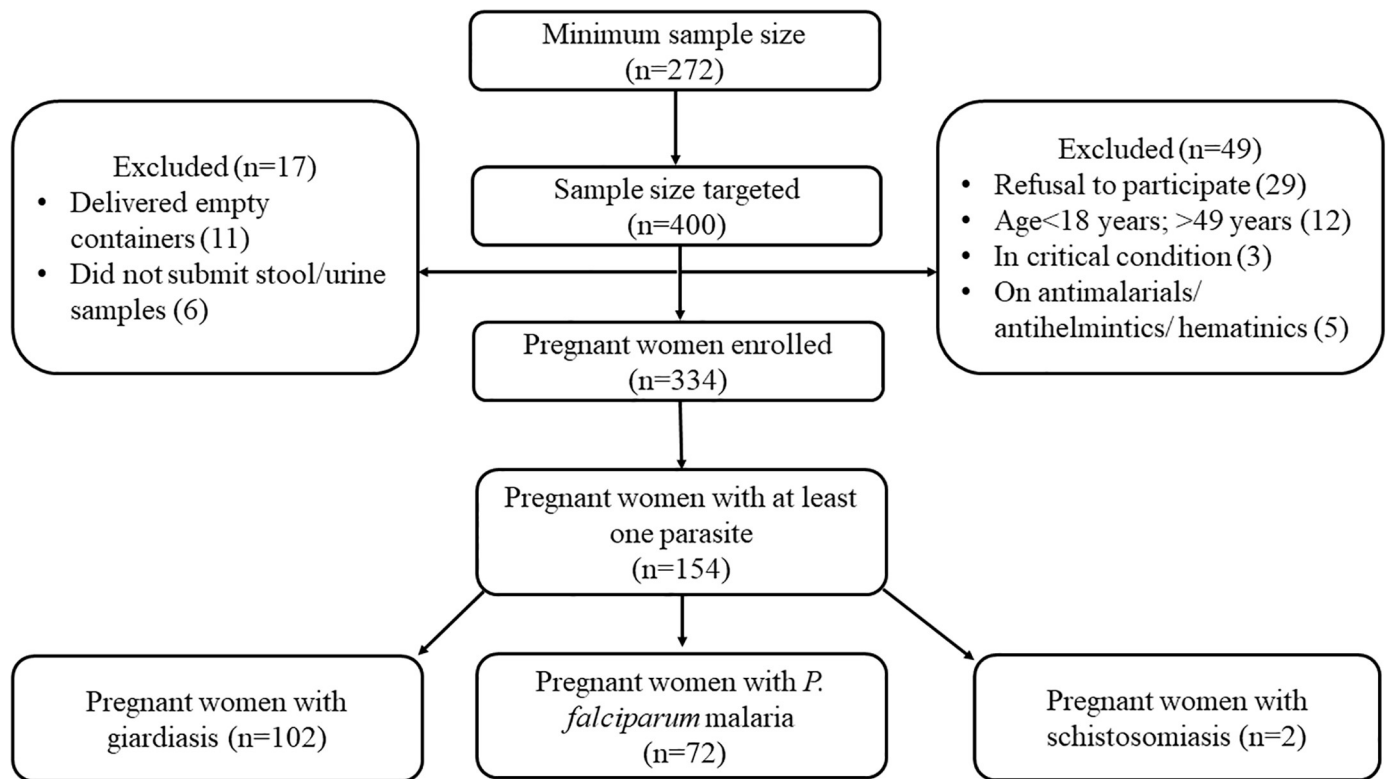 Minimum sample size
(n=272)
Excluded (n=17)
• Delivered empty
containers (11)
• Did not submit stool/urine
samples (6)
Sample size targeted
(n=400)
Excluded (n=49)
• Refusal to participate (29)
• Age<18 years; >49 years (12)
• In critical condition (3)
• On antimalarials/
antihelmintics/ hematinics (5)
Pregnant women enrolled
(n=334)
Pregnant women with at least
one parasite
(n=154)
Pregnant women with
giardiasis (n=102)
Pregnant women with P.
falciparum malaria
(n=72)
Pregnant women with
schistosomiasis (n=2)